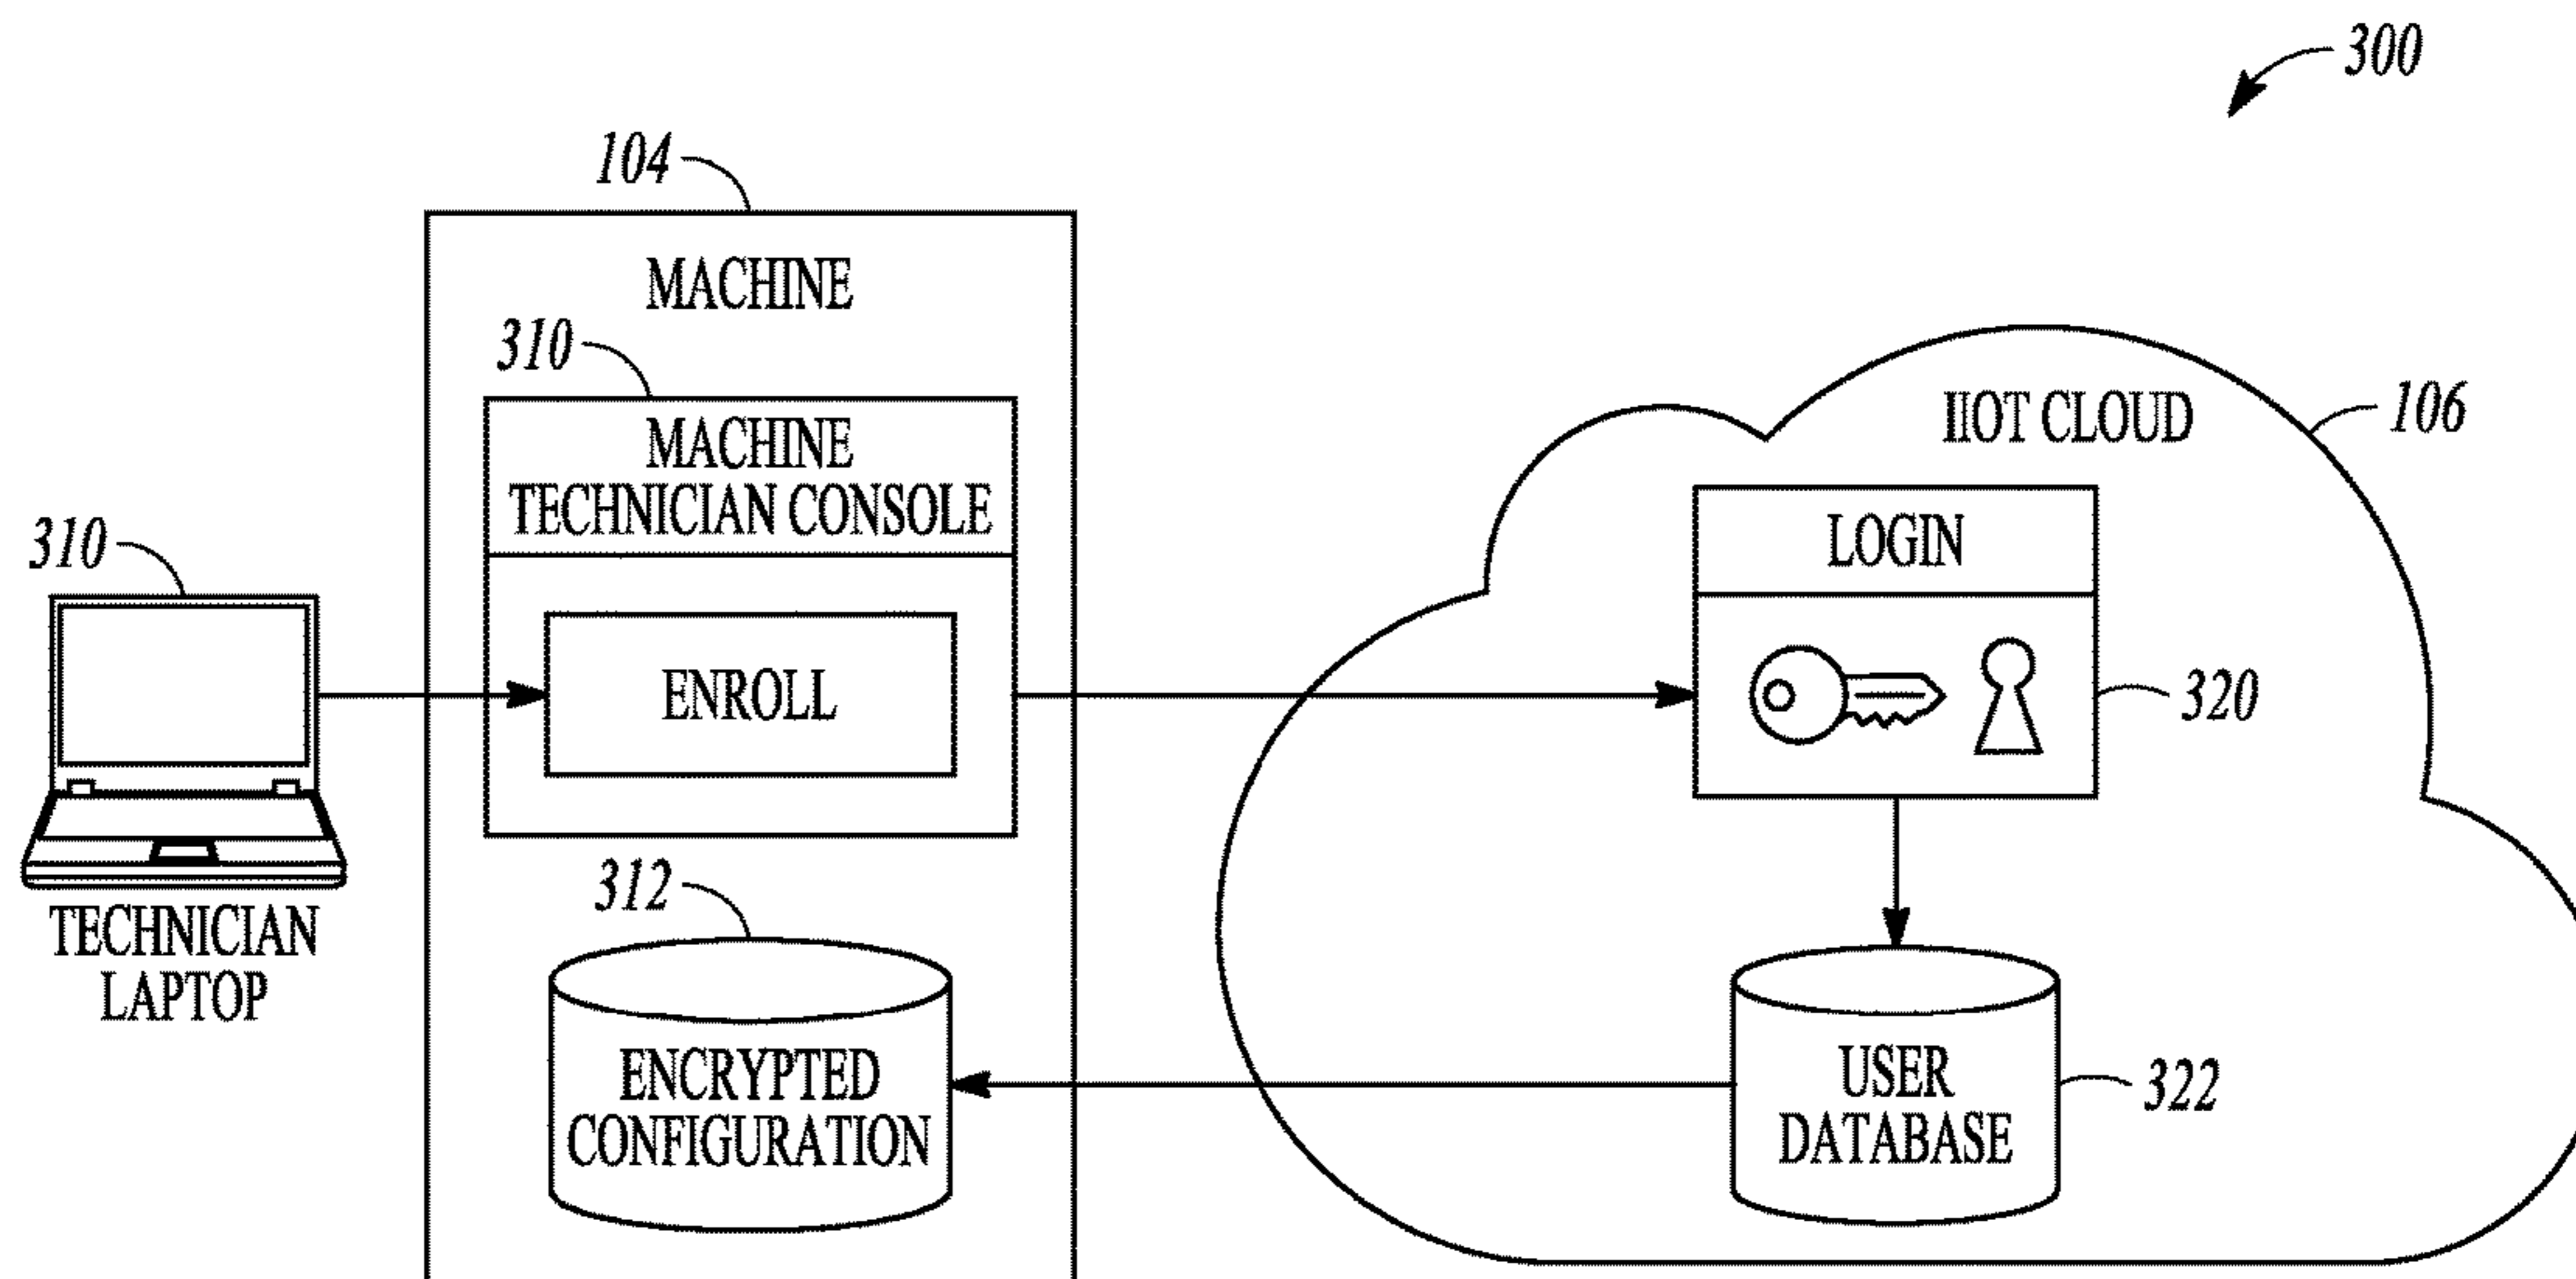 300
104
MACHINE
310
MACHINE
TECHNICIAN CONSOLE
IIOT CLOUD
106
LOGIN
310
ENROLL
320
312
TECHNICIAN
LAPTOP
ENCRYPTED
CONFIGURATION
USER
DATABASE
322